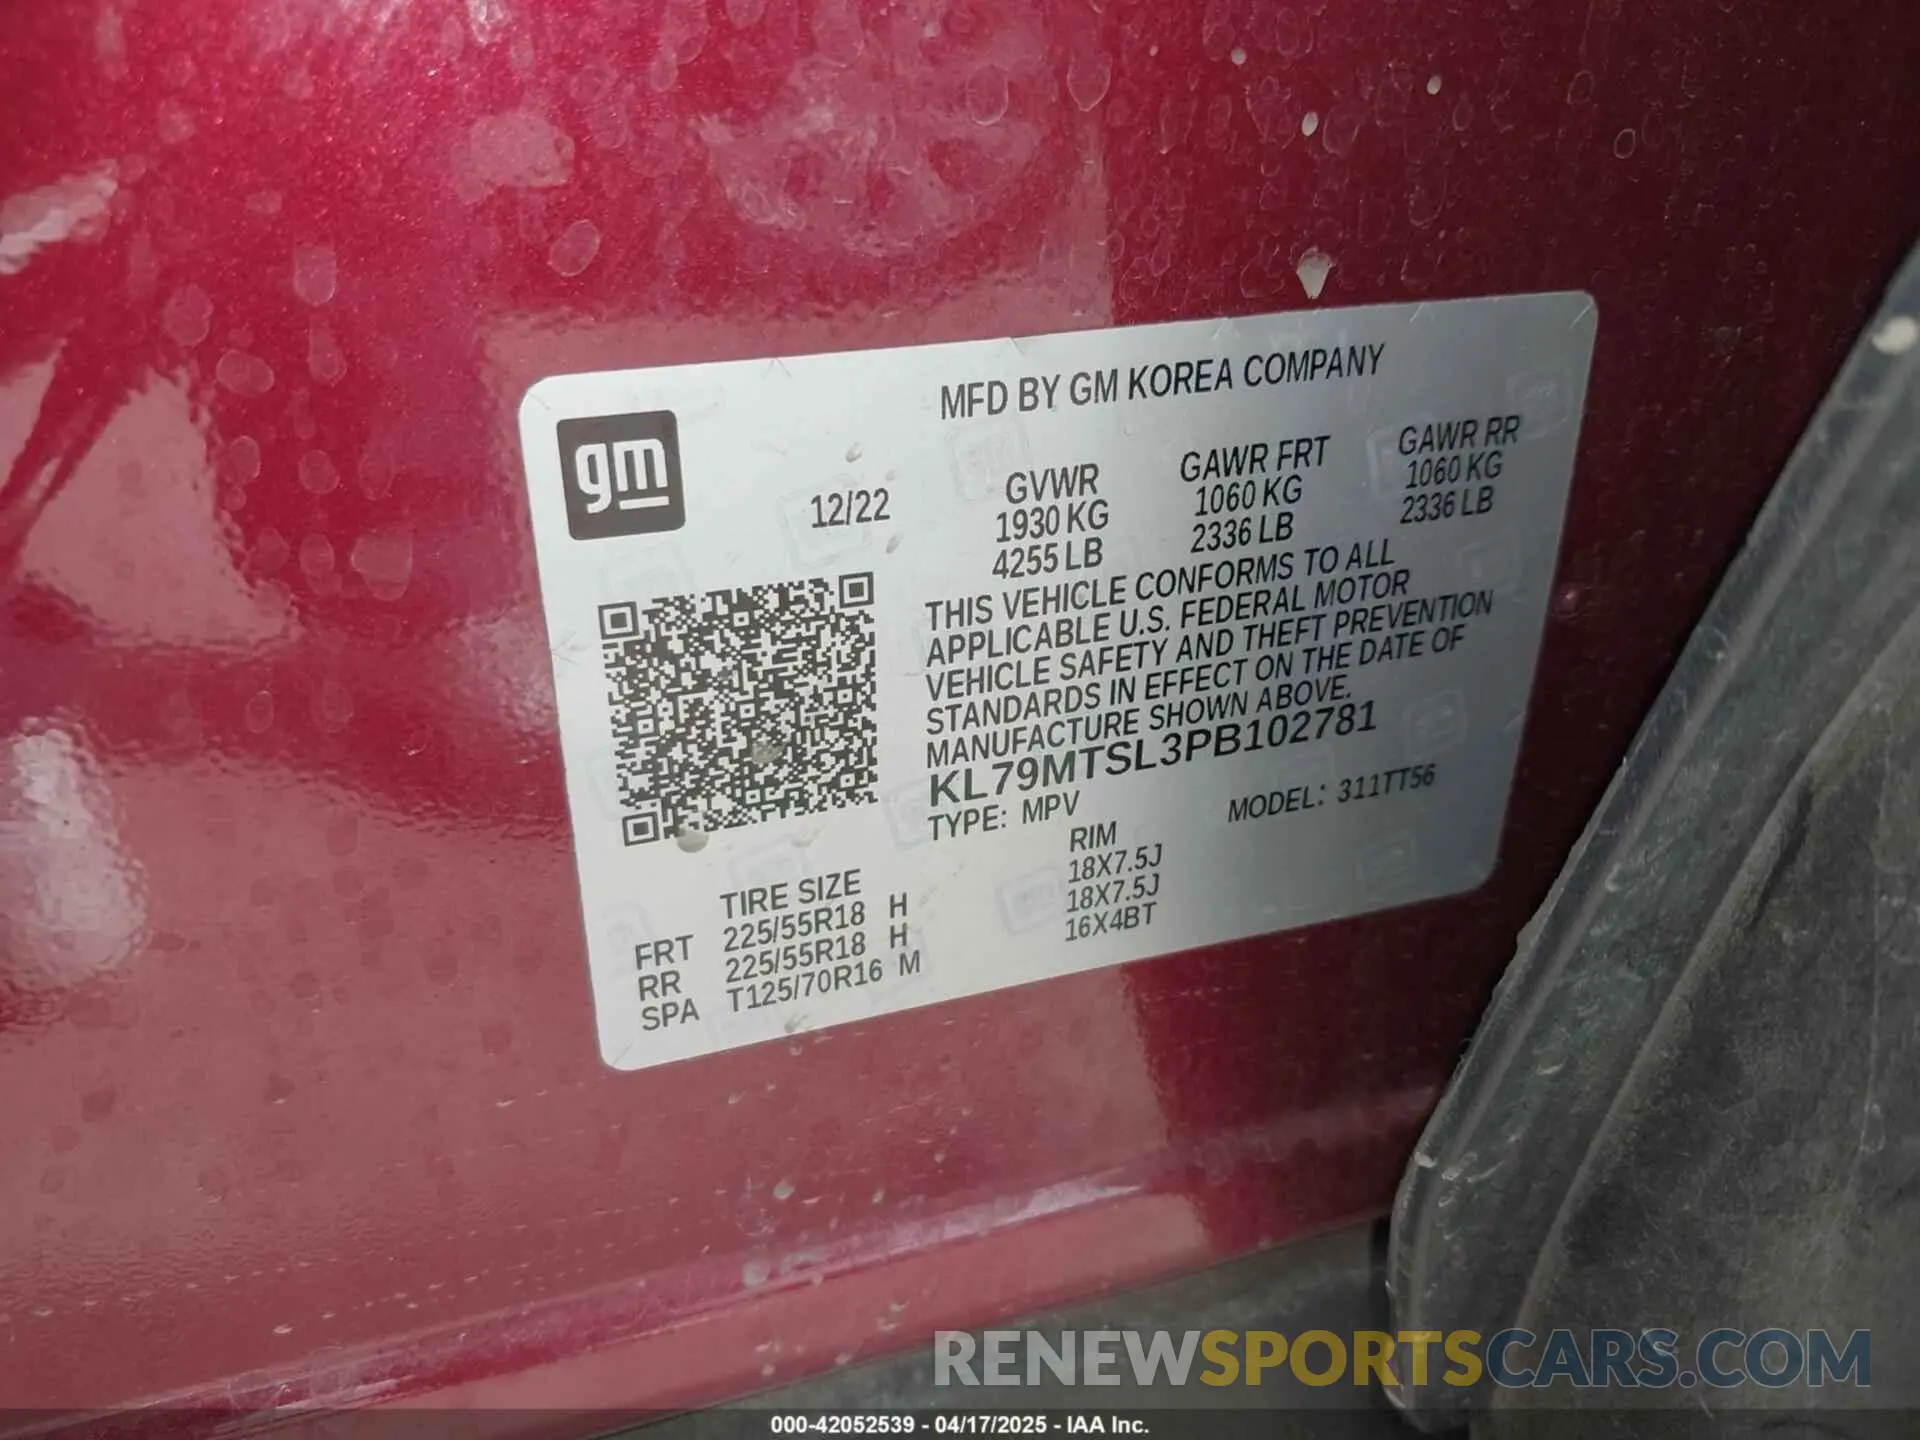 MFD BY GM KOREA COMPANY
gm
12/22
GVWR GAWR FRT GAWR RR
1930 KG 1060 KG 1060 KG
4255 LB 2336 LB 2336 LB
THIS VEHICLE CONFORMS TO ALL
APPLICABLE U.S. FEDERAL MOTOR
VEHICLE SAFETY AND THEFT PREVENTION
STANDARDS IN EFFECT ON THE DATE OF
MANUFACTURE SHOWN ABOVE.
KL79MTSL3PB102781
TYPE: MPV MODEL: 311TT56
TIRE SIZE RIM
FRT 225/55R18 H 18X7.5J
RR 225/55R18 H 18X7.5J
SPA T125/70R16 M 16X4BT
RENEWSPORTSCARS.COM
000-42052539 - 04/17/2025 - IAA Inc.